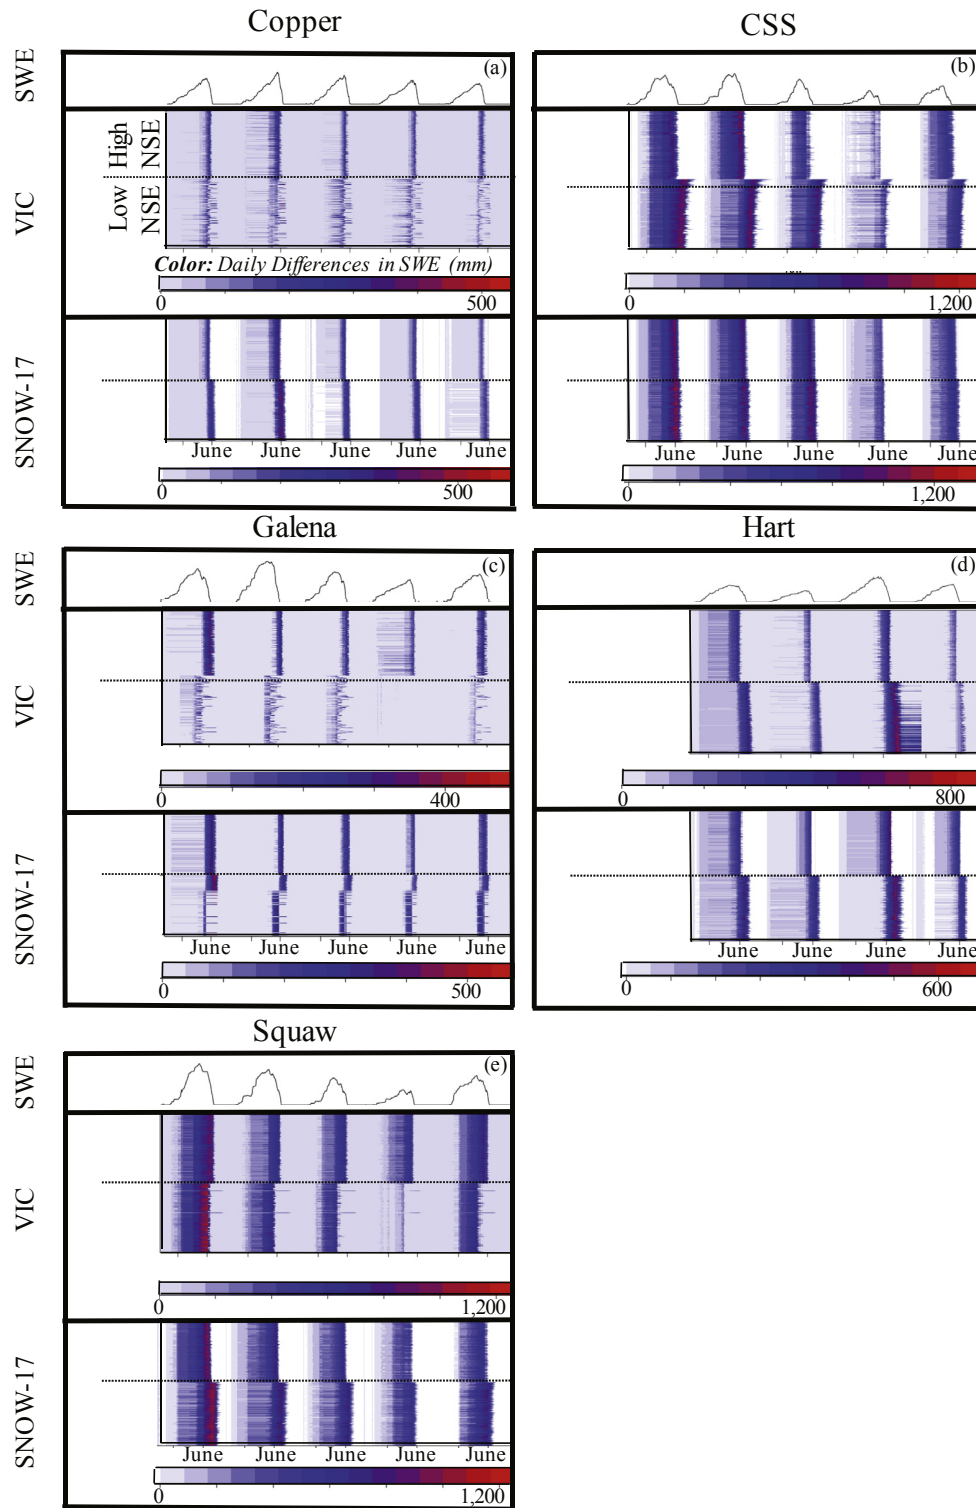 Copper
CSS
SWE
(a)
(b)
VIC
High
NSE
Low
NSE
Color: Daily Differences in SWE (mm)
0
500
0
1,200
SNOW-17
June
June
June
June
June
June
June
June
June
June
0
500
0
1,200
Galena
Hart
SWE
(c)
(d)
VIC
0
400
0
800
SNOW-17
June
June
June
June
June
June
June
June
June
0
500
0
600
Squaw
SWE
(e)
VIC
0
1,200
SNOW-17
June
June
June
June
June
0
1,200